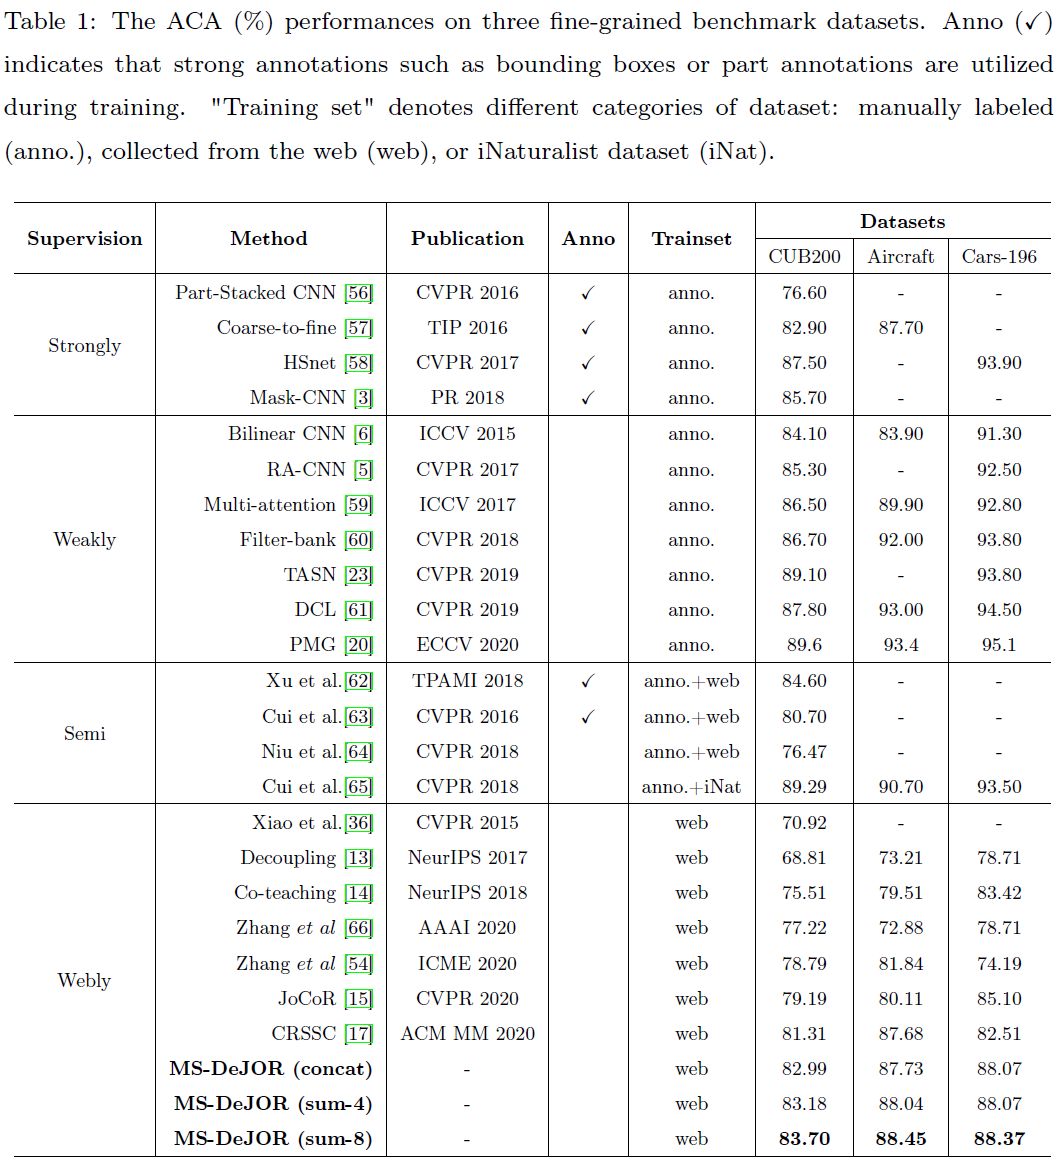 Table 1: The ACA (%) performances on three fine-grained benchmark datasets. Anno (✓)
indicates that strong annotations such as bounding boxes or part annotations are utilized
during training. "Training set" denotes different categories of dataset: manually labeled
(anno.), collected from the web (web), or iNaturalist dataset (iNat).
Supervision Method Publication Anno Trainset Datasets
CUB200 Aircraft Cars-196
Strongly
Part-Stacked CNN [56] CVPR 2016 ✓ anno. 76.60 - -
Coarse-to-fine [57] TIP 2016 ✓ anno. 82.90 87.70 -
HSnet [58] CVPR 2017 ✓ anno. 87.50 - 93.90
Mask-CNN [3] PR 2018 ✓ anno. 85.70 - -
Weakly
Bilinear CNN [6] ICCV 2015 anno. 84.10 83.90 91.30
RA-CNN [5] CVPR 2017 anno. 85.30 - 92.50
Multi-attention [59] ICCV 2017 anno. 86.50 89.90 92.80
Filter-bank [60] CVPR 2018 anno. 86.70 92.00 93.80
TASN [23] CVPR 2019 anno. 89.10 - 93.80
DCL [61] CVPR 2019 anno. 87.80 93.00 94.50
PMG [20] ECCV 2020 anno. 89.6 93.4 95.1
Semi
Xu et al.[62] TPAMI 2018 ✓ anno.+web 84.60 - -
Cui et al.[63] CVPR 2016 ✓ anno.+web 80.70 - -
Niu et al.[64] CVPR 2018 anno.+web 76.47 - -
Cui et al.[65] CVPR 2018 anno.+iNat 89.29 90.70 93.50
Webly
Xiao et al.[36] CVPR 2015 web 70.92 - -
Decoupling [13] NeurIPS 2017 web 68.81 73.21 78.71
Co-teaching [14] NeurIPS 2018 web 75.51 79.51 83.42
Zhang et al [66] AAAI 2020 web 77.22 72.88 78.71
Zhang et al [54] ICME 2020 web 78.79 81.84 74.19
JoCoR [15] CVPR 2020 web 79.19 80.11 85.10
CRSSC [17] ACM MM 2020 web 81.31 87.68 82.51
MS-DeJOR (concat) - web 82.99 87.73 88.07
MS-DeJOR (sum-4) - web 83.18 88.04 88.07
MS-DeJOR (sum-8) - web 83.70 88.45 88.37